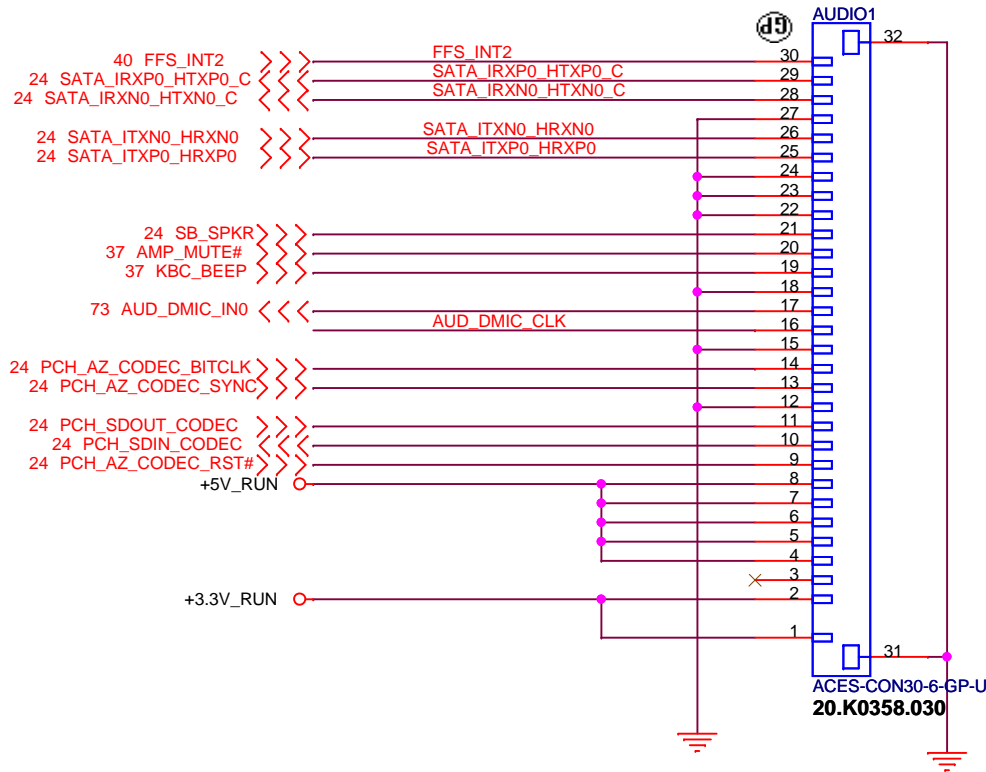 GP
AUDIO1
32
40 FFS_INT2
FFS_INT2
30
24 SATA_IRXP0_HTXP0_C
SATA_IRXP0_HTXP0_C
29
24 SATA_IRXN0_HTXN0_C
SATA_IRXN0_HTXN0_C
28
27
24 SATA_ITXN0_HRXN0
SATA_ITXN0_HRXN0
26
24 SATA_ITXP0_HRXP0
SATA_ITXP0_HRXP0
25
24
23
22
24 SB_SPKR
21
37 AMP_MUTE#
20
37 KBC_BEEP
19
18
73 AUD_DMIC_IN0
17
AUD_DMIC_CLK
16
15
24 PCH_AZ_CODEC_BITCLK
14
24 PCH_AZ_CODEC_SYNC
13
12
24 PCH_SDOUT_CODEC
11
24 PCH_SDIN_CODEC
10
24 PCH_AZ_CODEC_RST#
9
+5V_RUN
8
7
6
5
4
3
+3.3V_RUN
2
1
31
ACES-CON30-6-GP-U
20.K0358.030